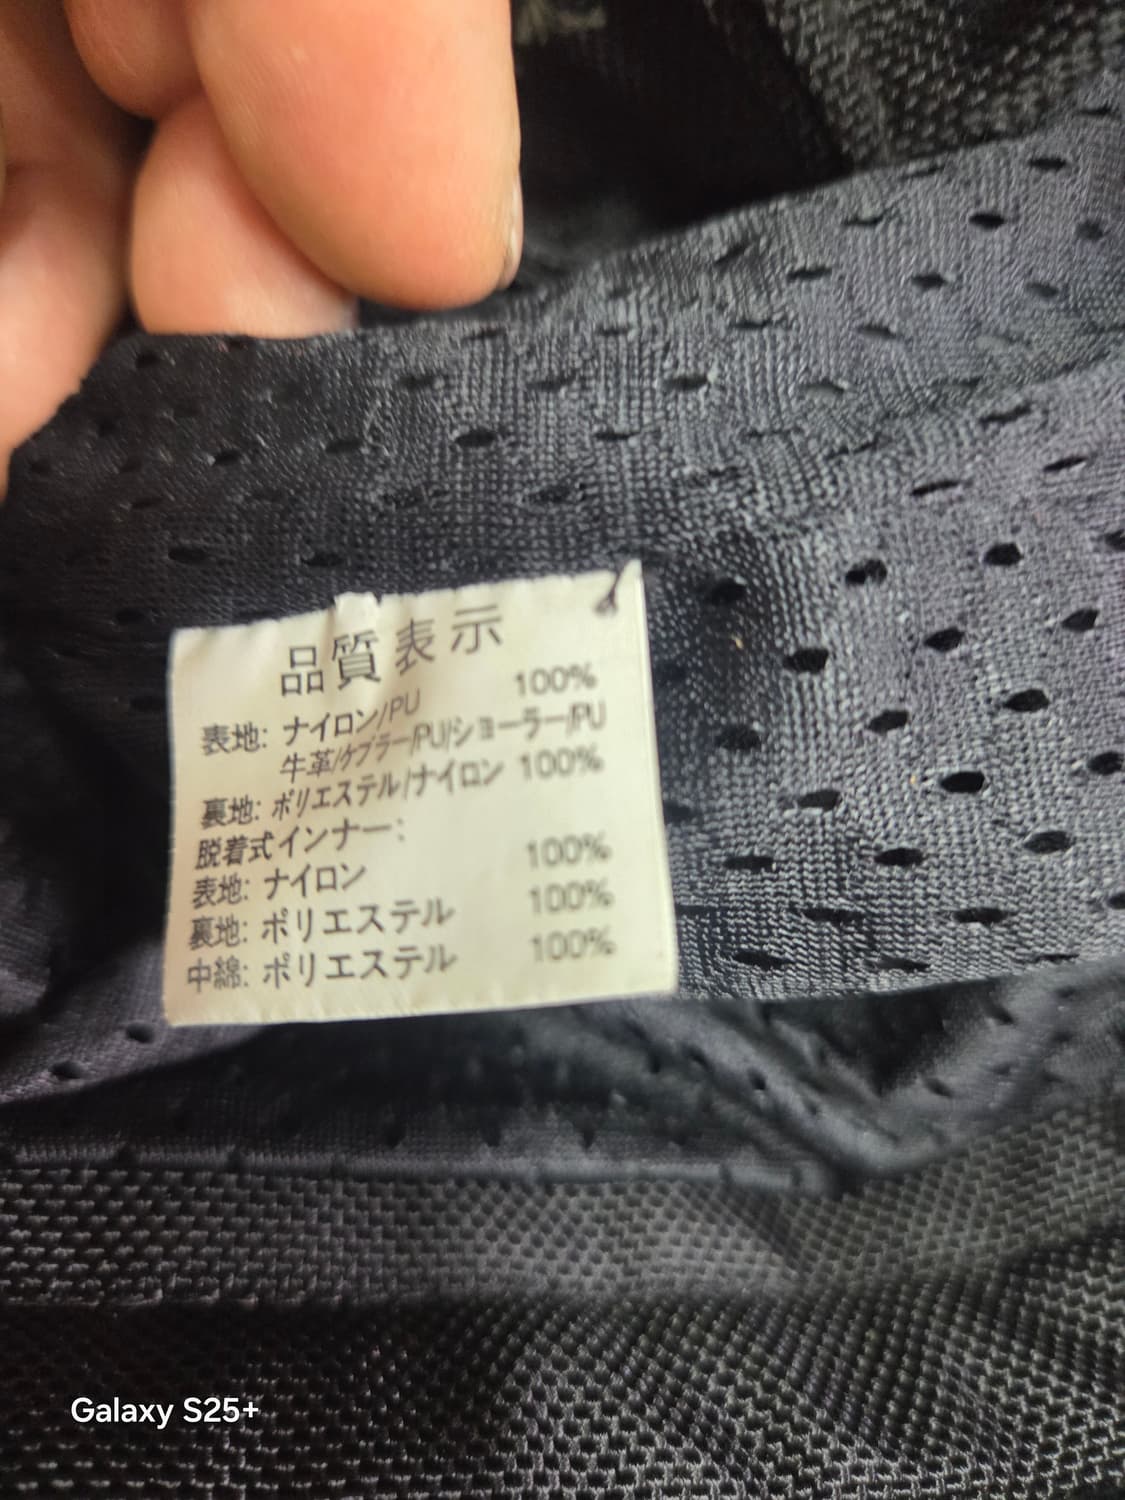 品質表示
表地: ナイロン/PU 100%
牛革/ケブラー/PU/ショーラー/PU
裏地: ポリエステル/ナイロン 100%
脱着式インナー:
表地: ナイロン 100%
裏地: ポリエステル 100%
中綿: ポリエステル 100%
Galaxy S25+